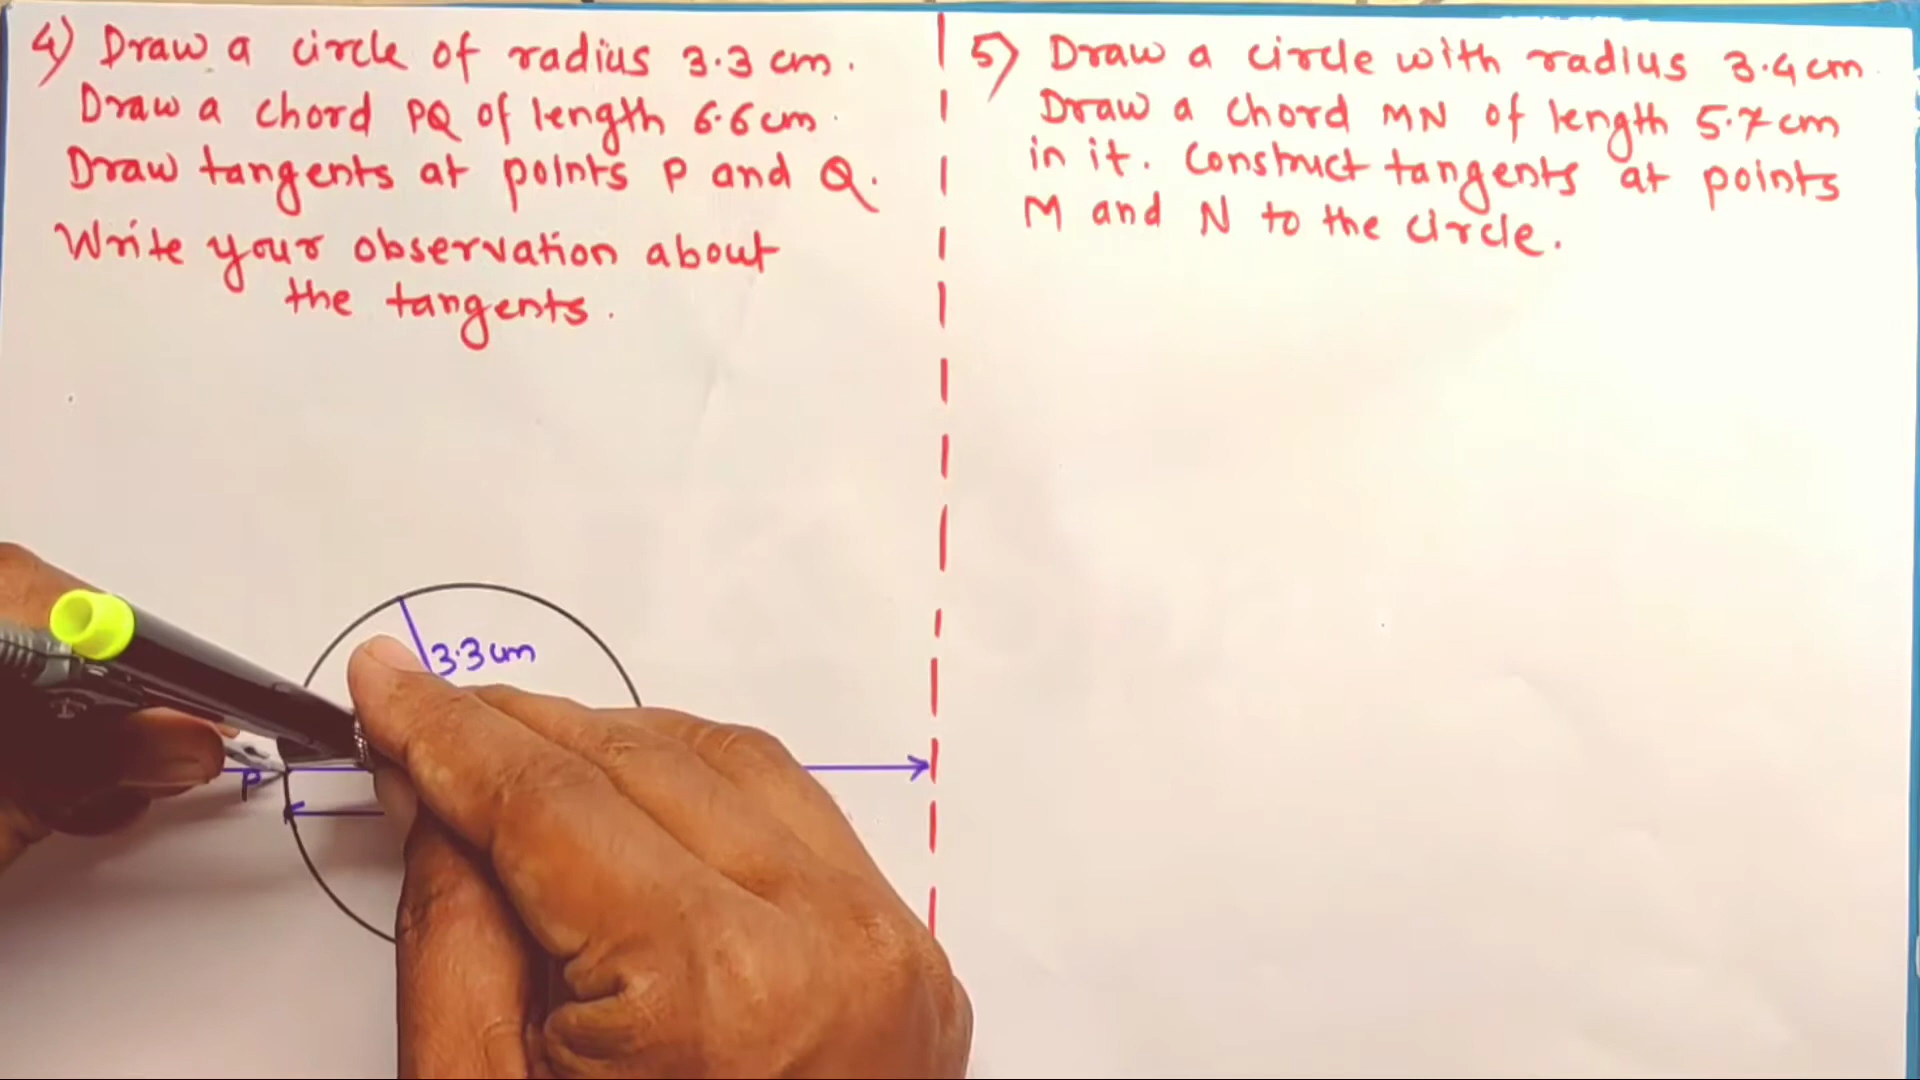 4) Draw a circle of radius 3.3 cm.
Draw a chord PQ of length 6.6 cm.
Draw tangents at points P and Q.
Write your observation about
the tangents.
5) Draw a circle with radius 3.4 cm.
Draw a chord MN of length 5.7 cm
in it. Construct tangents at points
M and N to the circle.
3.3 cm
P